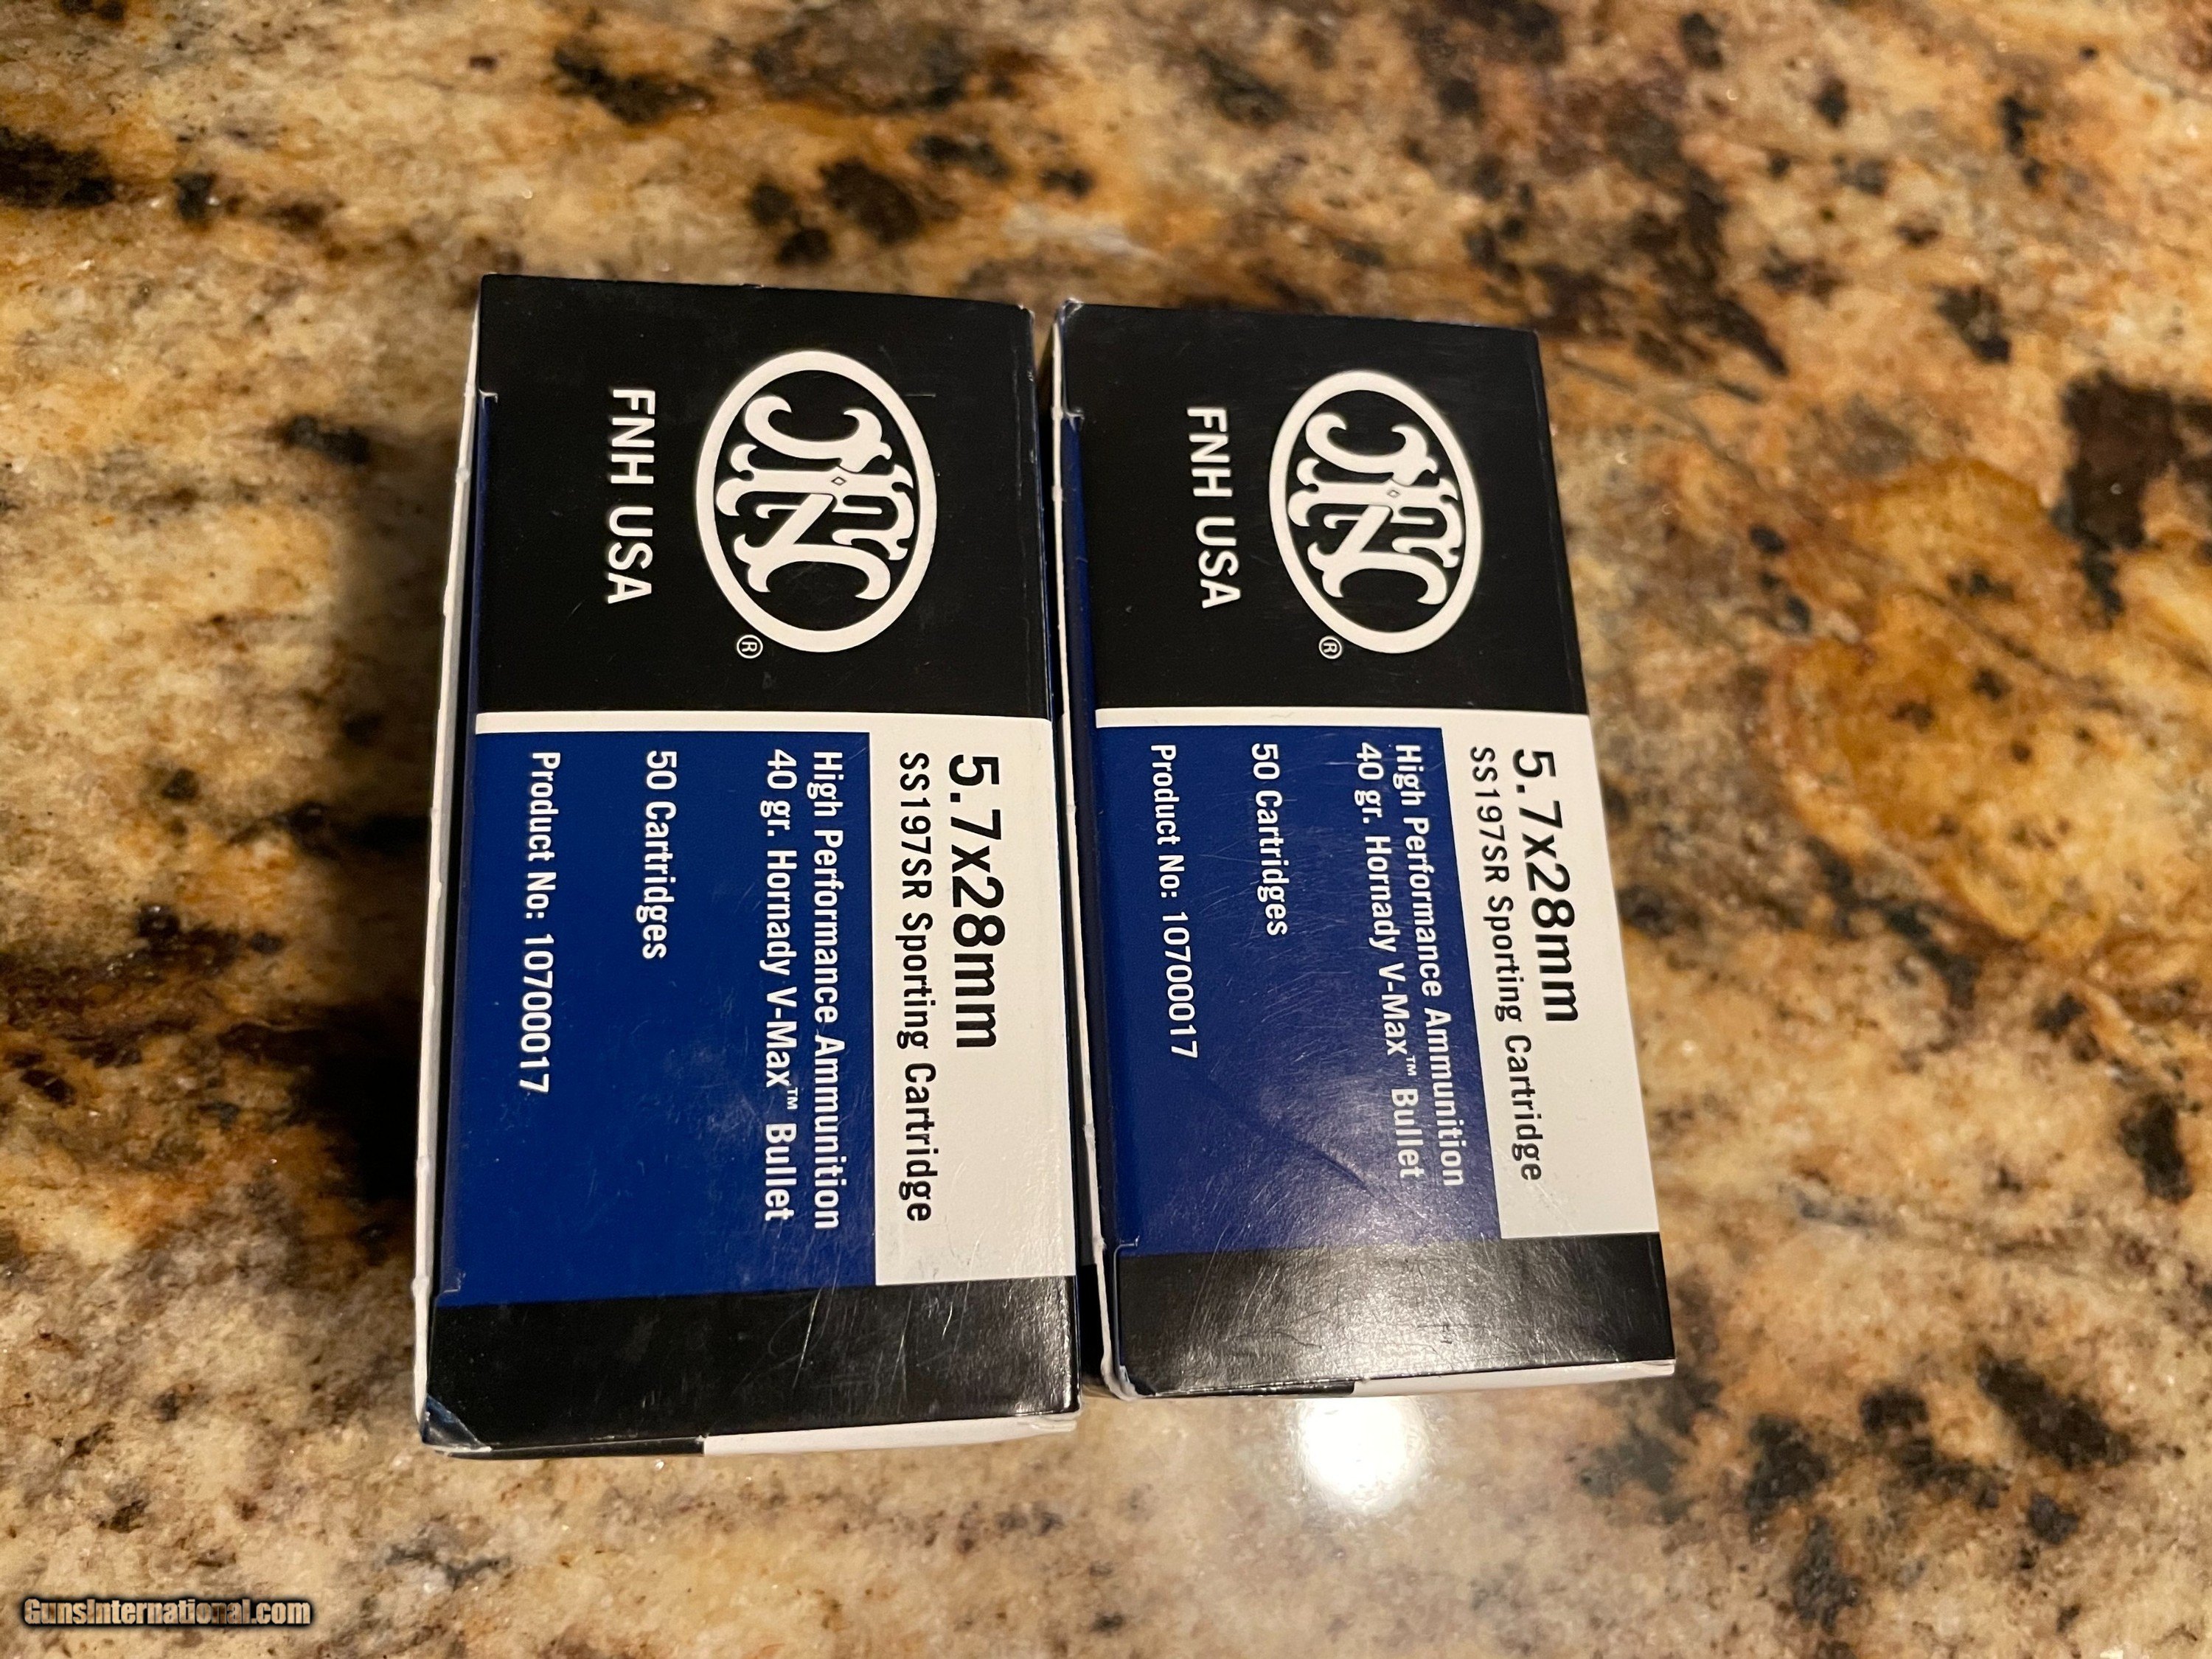 FN
®
FNH USA
5.7x28mm
SS197SR Sporting Cartridge
High Performance Ammunition
40 gr. Hornady V-Max™ Bullet
50 Cartridges
Product No: 10700017
FN
®
FNH USA
5.7x28mm
SS197SR Sporting Cartridge
High Performance Ammunition
40 gr. Hornady V-Max™ Bullet
50 Cartridges
Product No: 10700017
GunsInternational.com